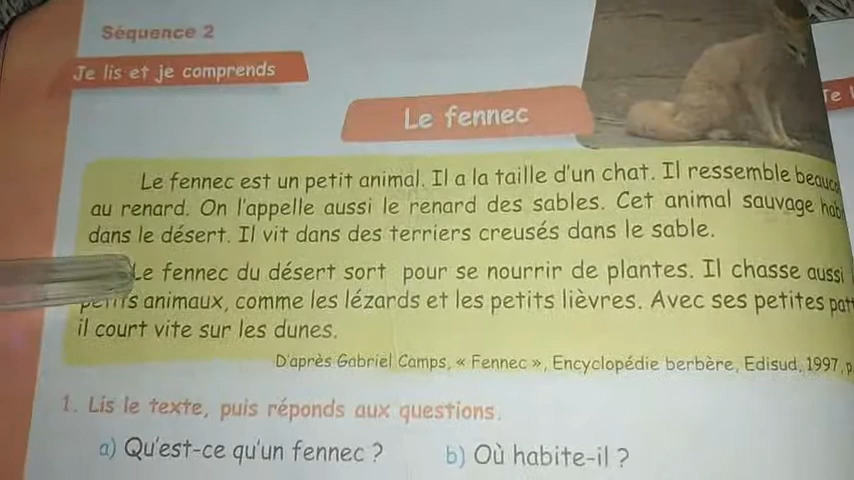 Séquence 2
Je lis et je comprends
Le fennec
Le fennec est un petit animal. Il a la taille d'un chat. Il ressemble
au renard. On l'appelle aussi le renard des sables. Cet animal sauvage
dans le désert. Il vit dans des terriers creusés dans le sable.
Le fennec du désert sort pour se nourrir de plantes. Il chasse aussi
petits animaux, comme les lézards et les petits lièvres. Avec ses petites
il court vite sur les dunes.
D'après Gabriel Camps, « Fennec », Encyclopédie berbère, Edisud, 1997,
1. Lis le texte, puis réponds aux questions.
a) Qu'est-ce qu'un fennec ? b) Où habite-il ?